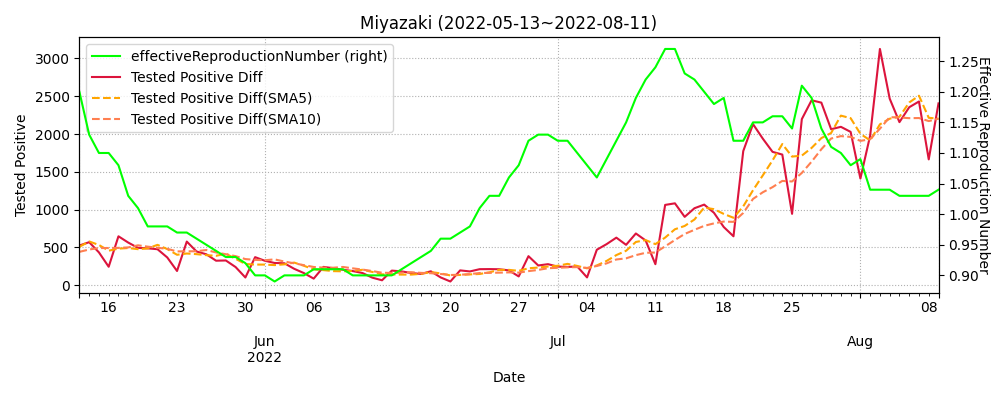 Miyazaki (2022-05-13~2022-08-11)
effectiveReproductionNumber (right)
Tested Positive Diff
Tested Positive Diff(SMA5)
Tested Positive Diff(SMA10)
Tested Positive
3000
2500
2000
1500
1000
500
0
Effective Reproduction Number
1.25
1.20
1.15
1.10
1.05
1.00
0.95
0.90
16 23 30 06 13 20 27 04 11 18 25 08
Jun Jul Aug
2022
Date